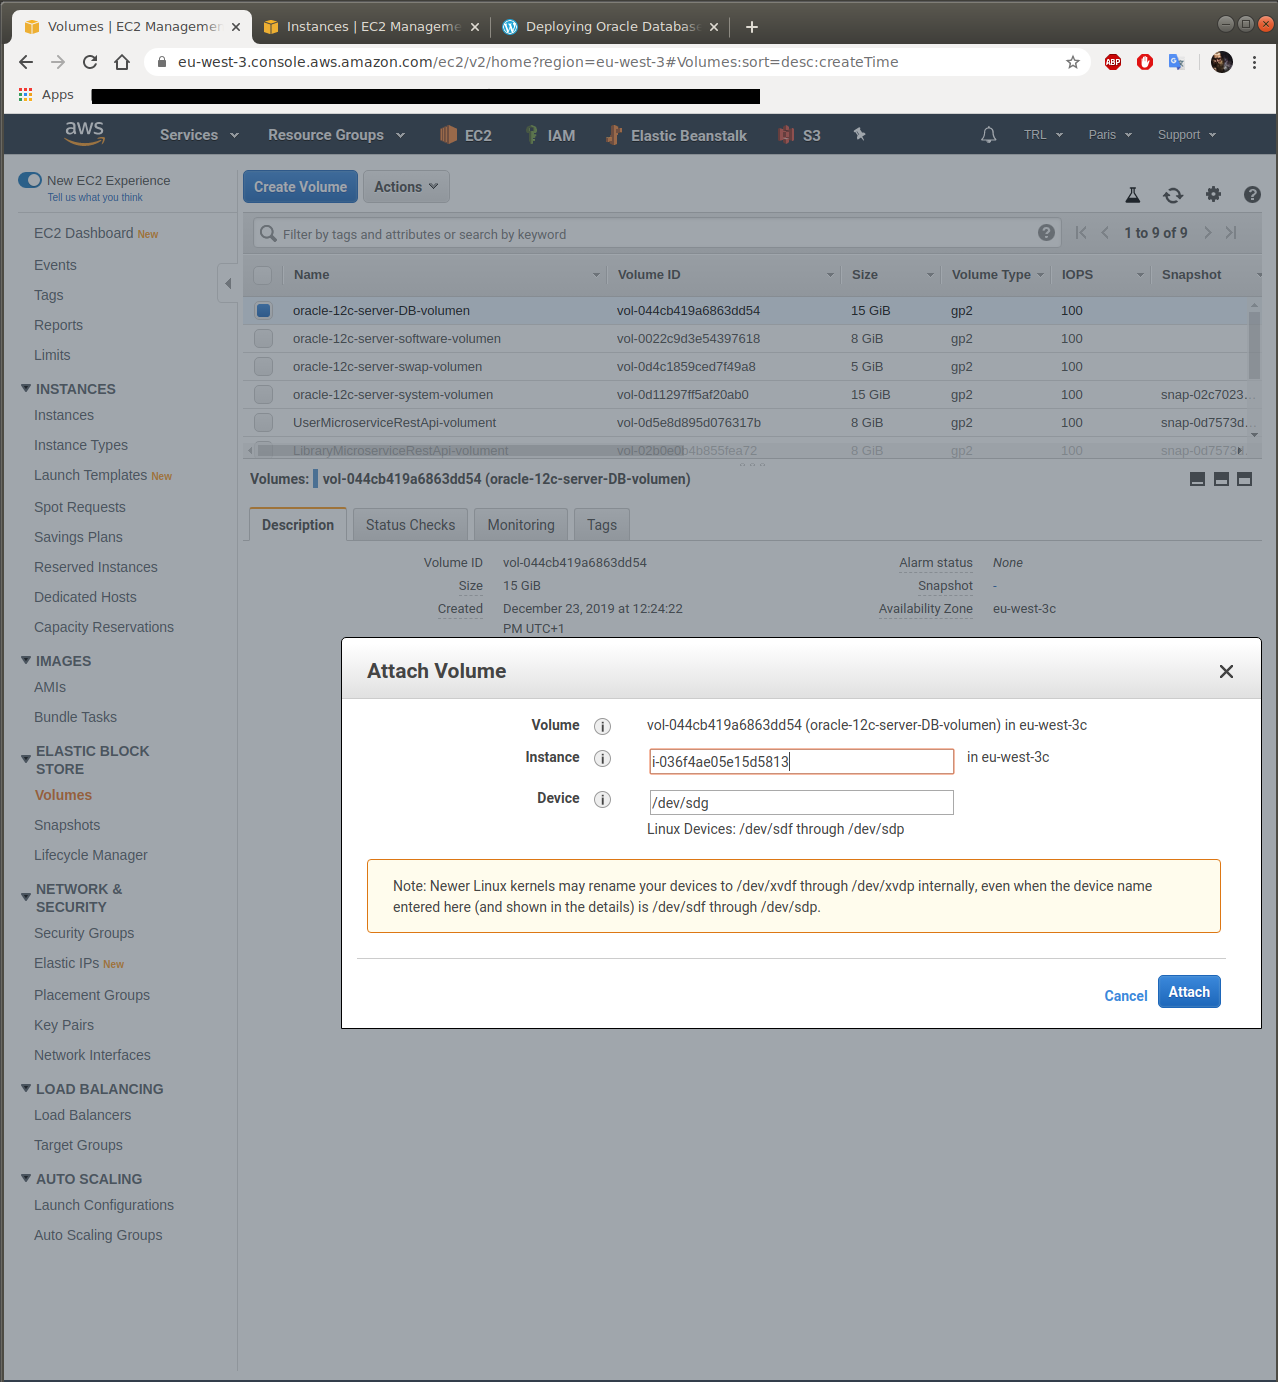 Volumes | EC2 Managemen
Instances | EC2 Manageme
Deploying Oracle Database
eu-west-3.console.aws.amazon.com/ec2/v2/home?region=eu-west-3#Volumes:sort=desc:createTime
ABP
Apps
aws
Services
Resource Groups
EC2
IAM
Elastic Beanstalk
S3
TRL
Paris
Support
New EC2 Experience
Tell us what you think
EC2 Dashboard New
Events
Tags
Reports
Limits
INSTANCES
Instances
Instance Types
Launch Templates New
Spot Requests
Savings Plans
Reserved Instances
Dedicated Hosts
Capacity Reservations
IMAGES
AMIs
Bundle Tasks
ELASTIC BLOCK
STORE
Volumes
Snapshots
Lifecycle Manager
NETWORK &
SECURITY
Security Groups
Elastic IPs New
Placement Groups
Key Pairs
Network Interfaces
LOAD BALANCING
Load Balancers
Target Groups
AUTO SCALING
Launch Configurations
Auto Scaling Groups
Create Volume
Actions
Filter by tags and attributes or search by keyword
1 to 9 of 9
Name Volume ID Size Volume Type IOPS Snapshot
oracle-12c-server-DB-volumen vol-044cb419a6863dd54 15 GiB gp2 100
oracle-12c-server-software-volumen vol-0022c9d3e54397618 8 GiB gp2 100
oracle-12c-server-swap-volumen vol-0d4c1859ced7f49a8 5 GiB gp2 100
oracle-12c-server-system-volumen vol-0d11297ff5af20ab0 15 GiB gp2 100 snap-02c7023...
UserMicroserviceRestApi-volument vol-0d5e8d895d076317b 8 GiB gp2 100 snap-0d7573d...
LibraryMicroserviceRestApi-volument vol-02b0e0b4b855fea72 8 GiB gp2 100 snap-0d7573d...
Volumes: vol-044cb419a6863dd54 (oracle-12c-server-DB-volumen)
Description
Status Checks
Monitoring
Tags
Volume ID vol-044cb419a6863dd54
Size 15 GiB
Created December 23, 2019 at 12:24:22
PM UTC+1
Alarm status None
Snapshot -
Availability Zone eu-west-3c
Attach Volume
Volume vol-044cb419a6863dd54 (oracle-12c-server-DB-volumen) in eu-west-3c
Instance i-036f4ae05e15d5813 in eu-west-3c
Device /dev/sdg
Linux Devices: /dev/sdf through /dev/sdp
Note: Newer Linux kernels may rename your devices to /dev/xvdf through /dev/xvdp internally, even when the device name
entered here (and shown in the details) is /dev/sdf through /dev/sdp.
Cancel
Attach